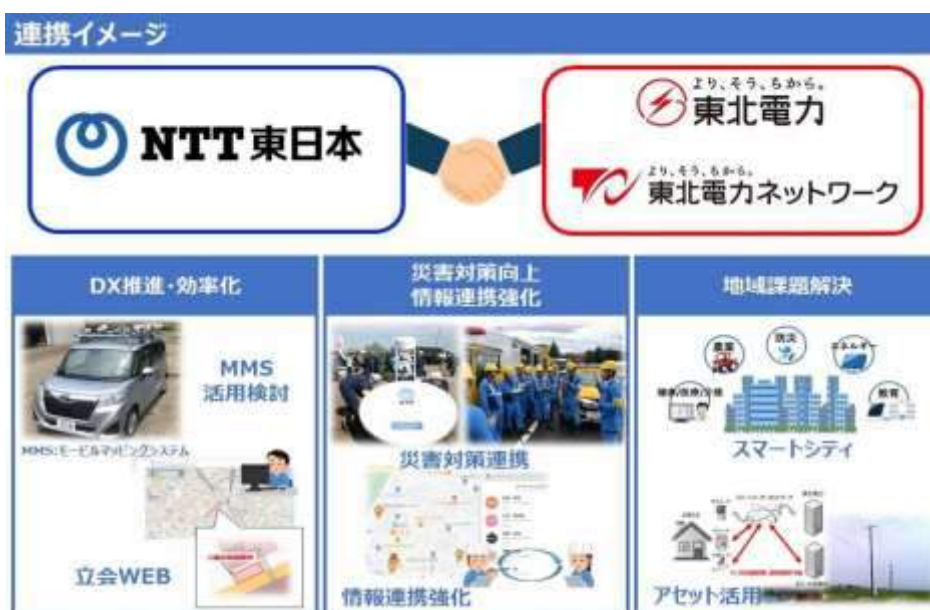 連携イメージ
NTT東日本
より、そう、ちから。
東北電力
より、そう、ちから。
東北電力ネットワーク
DX推進・効率化
MMS
活用検討
MMS:モービルマッピングシステム
立会WEB
災害対策向上
情報連携強化
災害対策連携
情報連携強化
地域課題解決
農業
防災
エネルギー
教育
スマートシティ
アセット活用